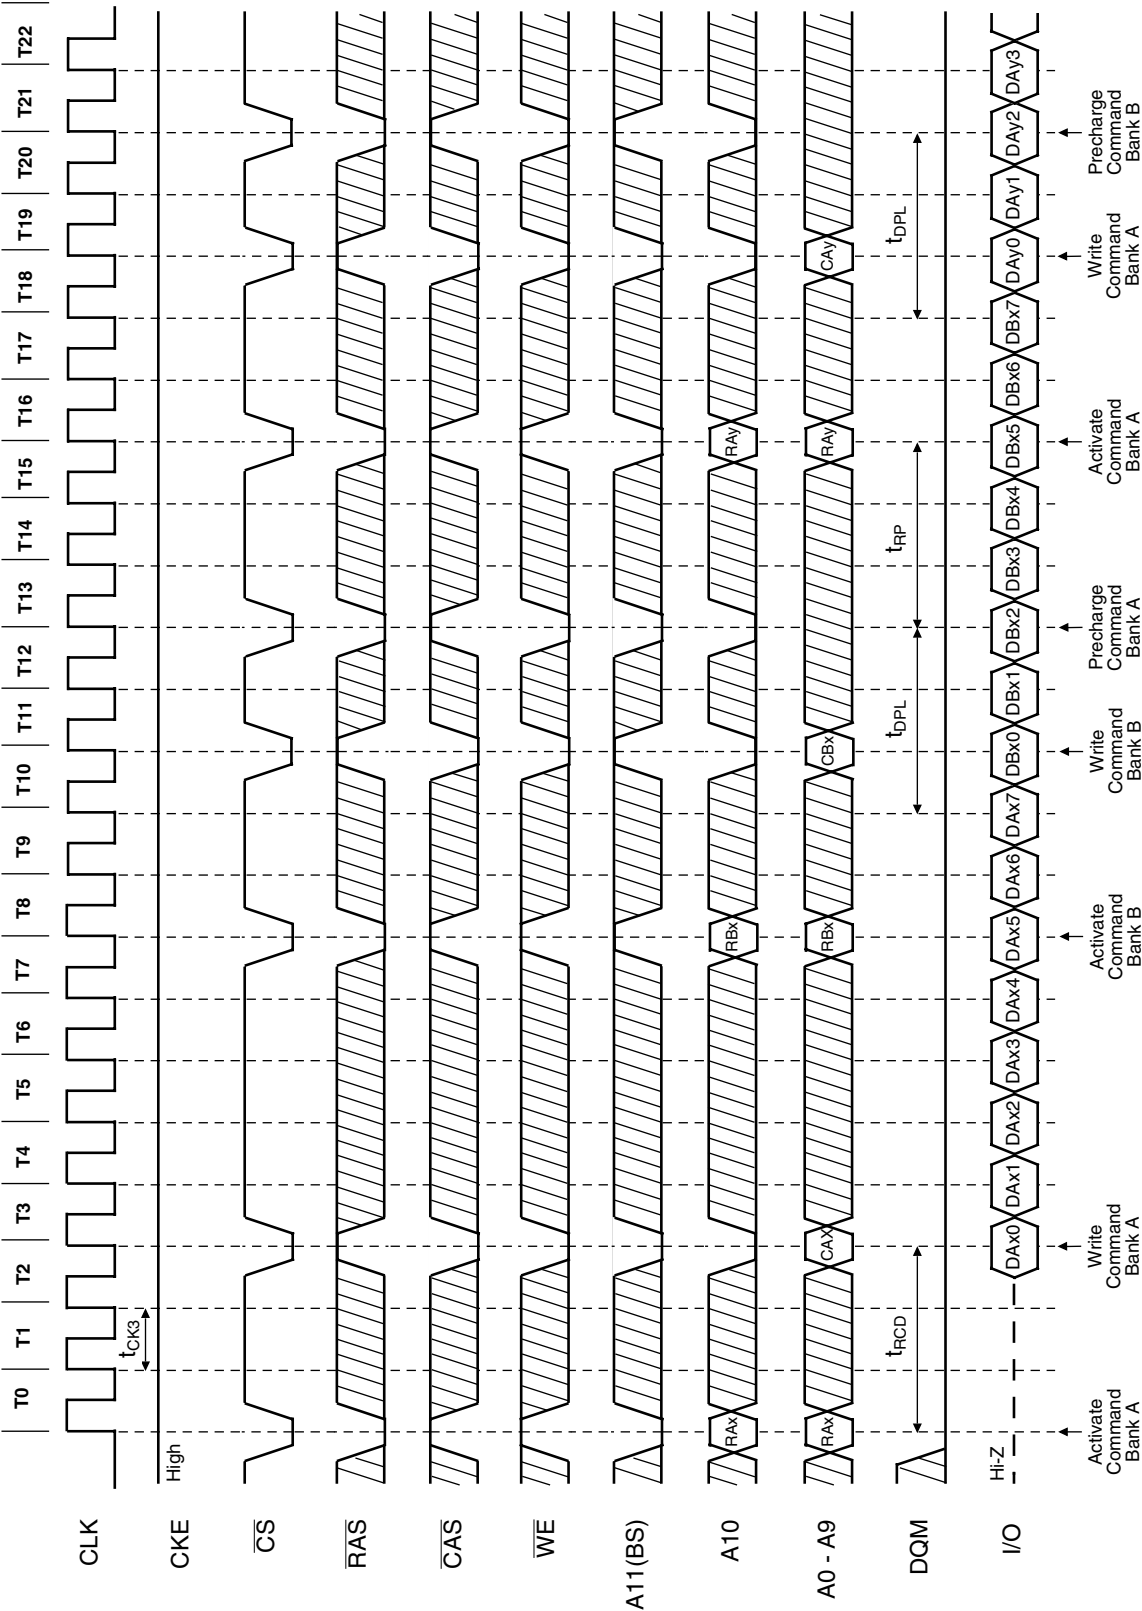 T0 T1 T2 T3 T4 T5 T6 T7 T8 T9 T10 T11 T12 T13 T14 T15 T16 T17 T18 T19 T20 T21 T22
CLK
tCK3
CKE
High
CS
RAS
CAS
WE
A11(BS)
A10
RAx RBx RAy
A0 - A9
RAx CAX RBx CBx RAy CAy
DQM
tRCD tDPL tRP tDPL
I/O
Hi-Z
DAx0 DAx1 DAx2 DAx3 DAx4 DAx5 DAx6 DAx7 DBx0 DBx1 DBx2 DBx3 DBx4 DBx5 DBx6 DBx7 DAy0 DAy1 DAy2 DAy3
Activate
Command
Bank A
Write
Command
Bank A
Activate
Command
Bank B
Write
Command
Bank B
Precharge
Command
Bank A
Activate
Command
Bank A
Write
Command
Bank A
Precharge
Command
Bank B